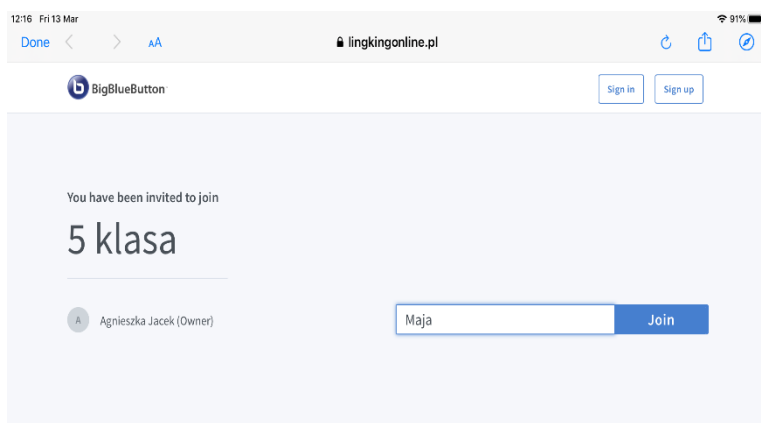 12:16 Fri 13 Mar 91%
Done AA lingkingonline.pl
b BigBlueButton Sign in Sign up
You have been invited to join
5 klasa
A Agnieszka Jacek (Owner) Maja Join